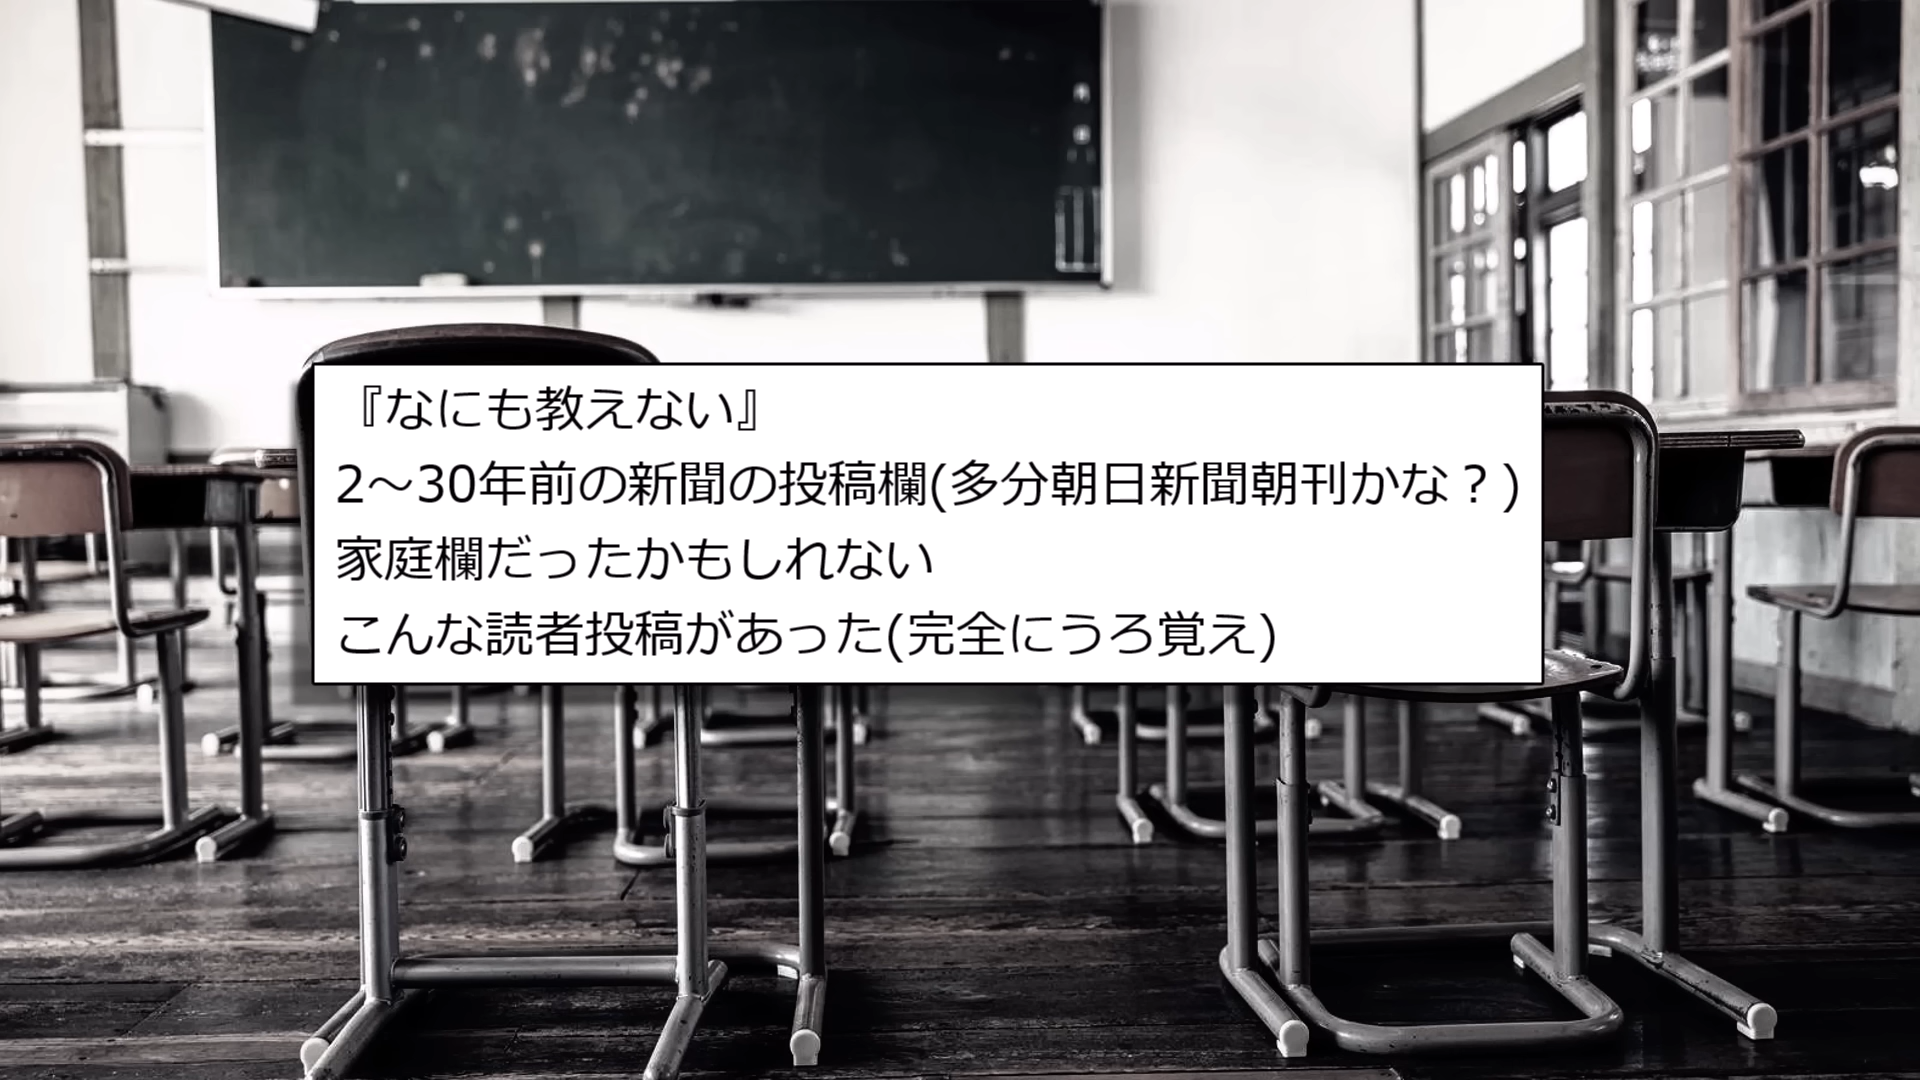 『なにも教えない』
2～30年前の新聞の投稿欄(多分朝日新聞朝刊かな？)
家庭欄だったかもしれない
こんな読者投稿があった(完全にうろ覚え)